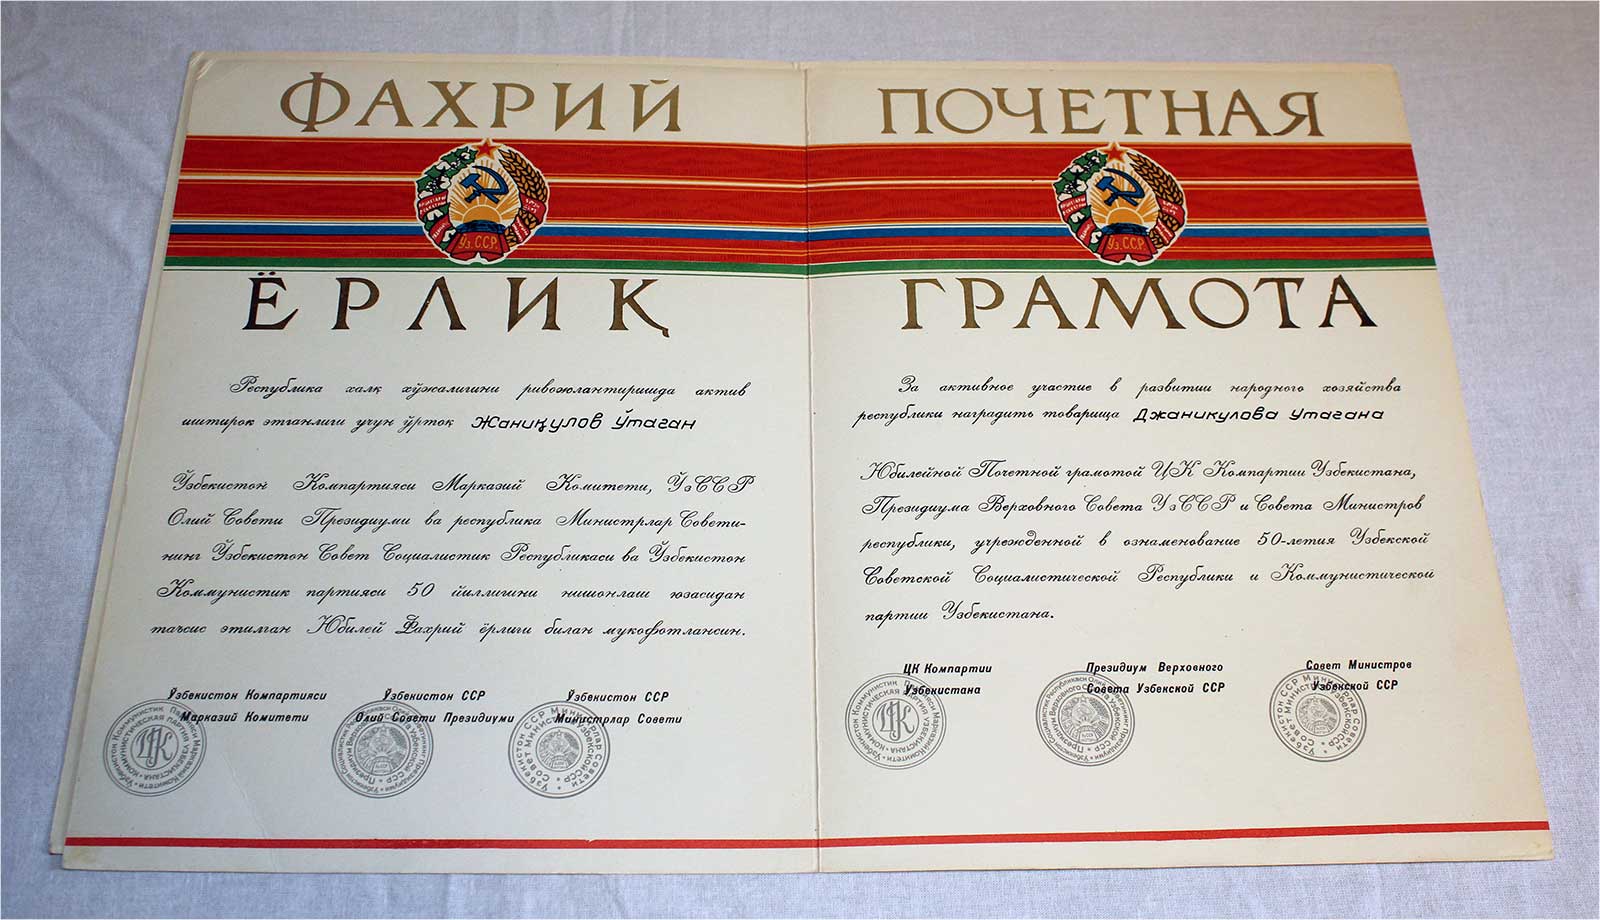 ФАХРИЙ
Уз.ССР.
ЁРЛИҚ
Республика халқ хўжалигини ривожлантиришда актив
иштирок этганлиги учун ўртоқ Жаниқулов Ўтаган
Ўзбекистон Компартияси Марказий Комитети, ЎзССР
Олий Совети Президиуми ва республика Министрлар Совети-
нинг Ўзбекистон Совет Социалистик Республикаси ва Ўзбекистон
Коммунистик партияси 50 йиллигини нишонлаш юзасидан
таъсис этилган Юбилей Фахрий ёрлиғи билан мукофотлансин.
Ўзбекистон Компартияси
Марказий Комитети
Ўзбекистон ССР
Олий Совети Президиуми
Ўзбекистон ССР
Министрлар Совети
ПОЧЕТНАЯ
Уз.ССР.
ГРАМОТА
За активное участие в развитии народного хозяйства
республики наградить товарища Джаникулова Утагана
Юбилейной Почетной грамотой ЦК Компартии Узбекистана,
Президиума Верховного Совета УзССР и Совета Министров
республики, учрежденной в ознаменование 50-летия Узбекской
Советской Социалистической Республики и Коммунистической
партии Узбекистана.
ЦК Компартии
Узбекистана
Президиум Верховного
Совета Узбекской ССР
Совет Министров
Узбекской ССР